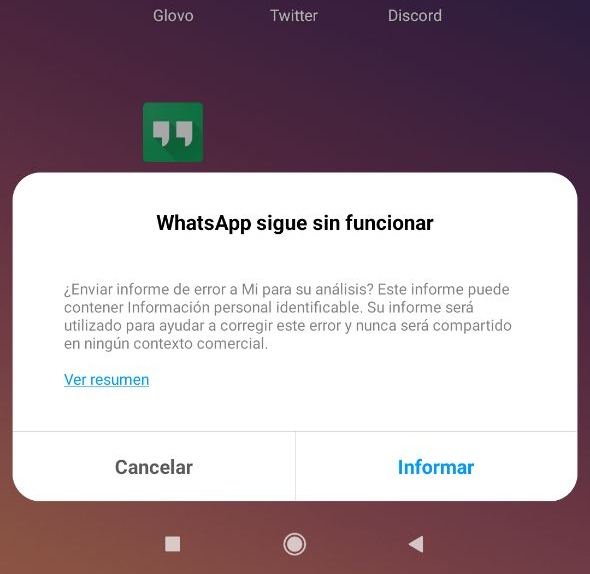 Glovo Twitter Discord
WhatsApp sigue sin funcionar
¿Enviar informe de error a Mi para su análisis? Este informe puede
contener Información personal identificable. Su informe será
utilizado para ayudar a corregir este error y nunca será compartido
en ningún contexto comercial.
Ver resumen
Cancelar Informar